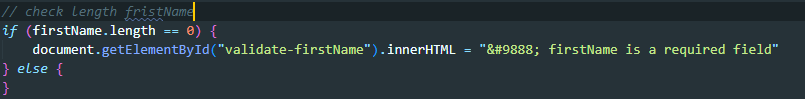 // check length fristName
if (firstName.length == 0) {
    document.getElementById("validate-firstName").innerHTML = "&#9888; firstName is a required field"
} else {
}